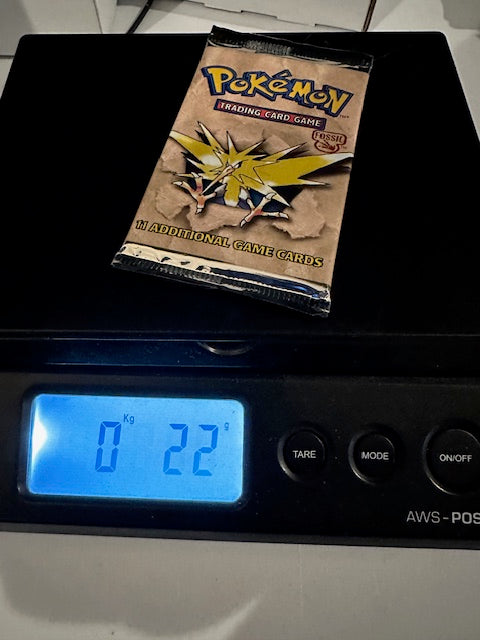 POKéMON
TRADING CARD GAME
FOSSIL
11 ADDITIONAL GAME CARDS
0 Kg 22 g
TARE
MODE
ON/OFF
AWS-POS